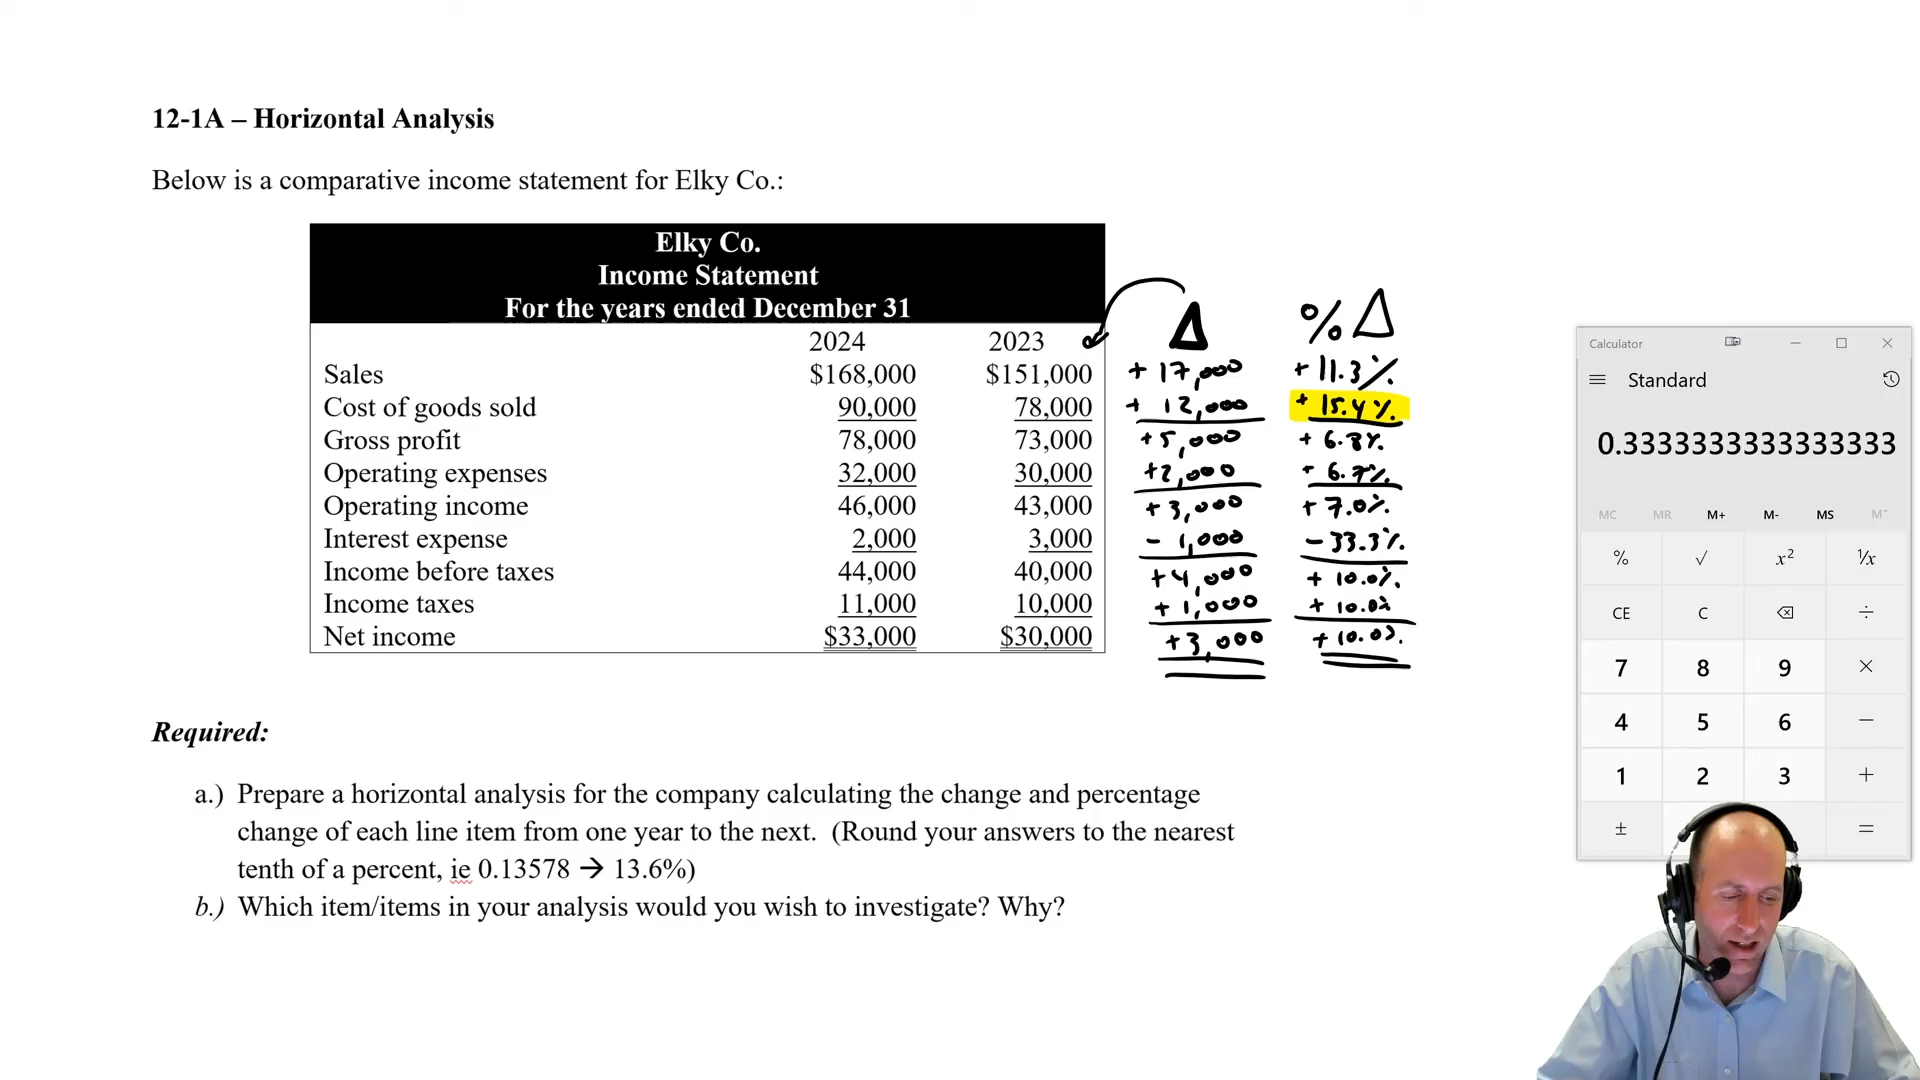 12-1A – Horizontal Analysis
Below is a comparative income statement for Elky Co.:
Elky Co.
Income Statement
For the years ended December 31
2024 2023 Δ %Δ
Sales $168,000 $151,000 +17,000 +11.3%
Cost of goods sold 90,000 78,000 +12,000 +15.4%
Gross profit 78,000 73,000 +5,000 +6.8%
Operating expenses 32,000 30,000 +2,000 +6.7%
Operating income 46,000 43,000 +3,000 +7.0%
Interest expense 2,000 3,000 -1,000 -33.3%
Income before taxes 44,000 40,000 +4,000 +10.0%
Income taxes 11,000 10,000 +1,000 +10.0%
Net income $33,000 $30,000 +3,000 +10.0%
Required:
a.) Prepare a horizontal analysis for the company calculating the change and percentage
change of each line item from one year to the next. (Round your answers to the nearest
tenth of a percent, ie 0.13578 → 13.6%)
b.) Which item/items in your analysis would you wish to investigate? Why?
Calculator
Standard
0.3333333333333333
MC MR M+ M- MS M˅
% √ x² ¹/x
CE C ÷
7 8 9 ×
4 5 6 −
1 2 3 +
± =